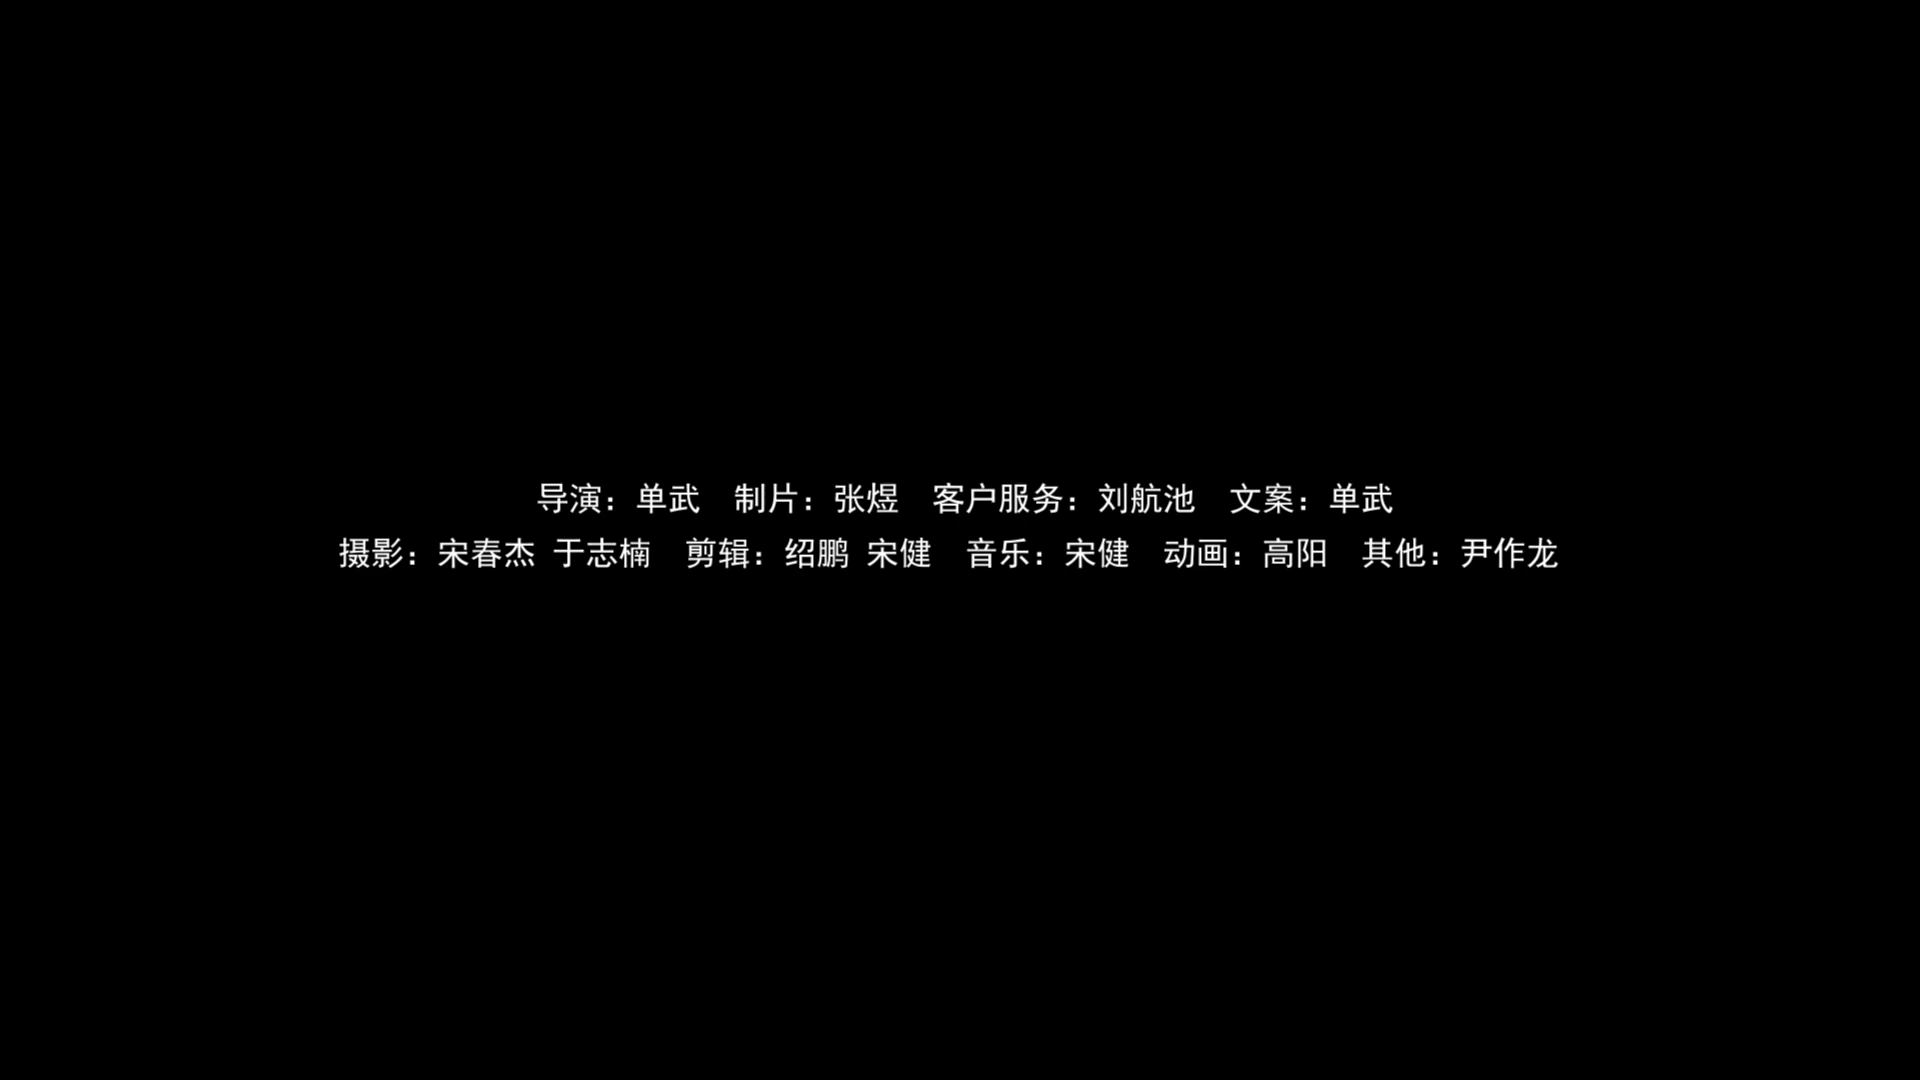 导演：单武　制片：张煜　客户服务：刘航池　文案：单武
摄影：宋春杰 于志楠　剪辑：绍鹏 宋健　音乐：宋健　动画：高阳　其他：尹作龙